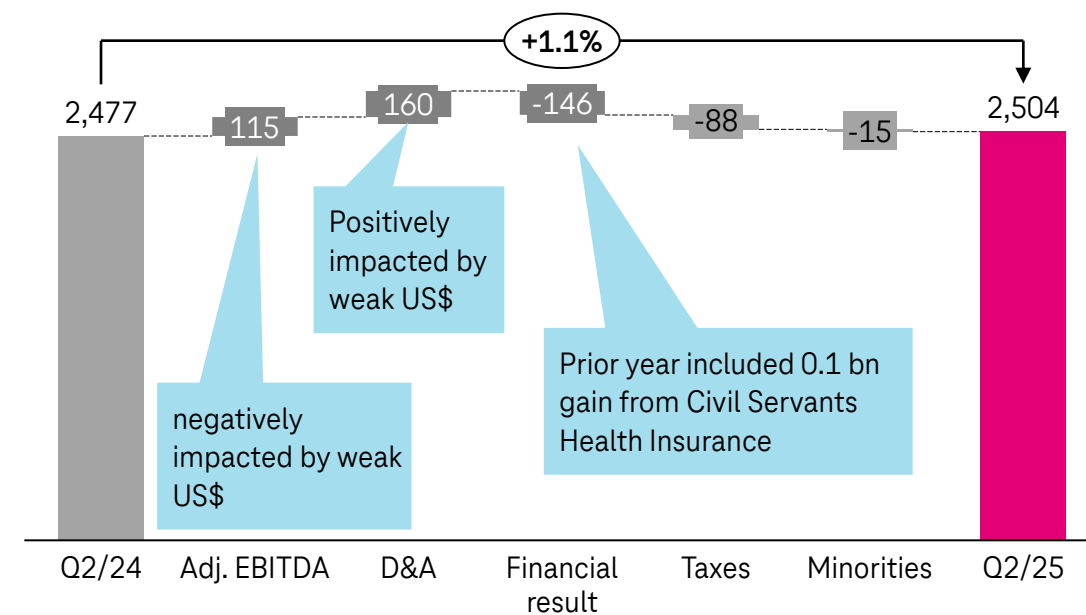 +1.1%
2,477
115
160
-146
-88
-15
2,504
Positively
impacted by
weak US$
Prior year included 0.1 bn
gain from Civil Servants
Health Insurance
negatively
impacted by weak
US$
Q2/24
Adj. EBITDA
D&A
Financial
result
Taxes
Minorities
Q2/25